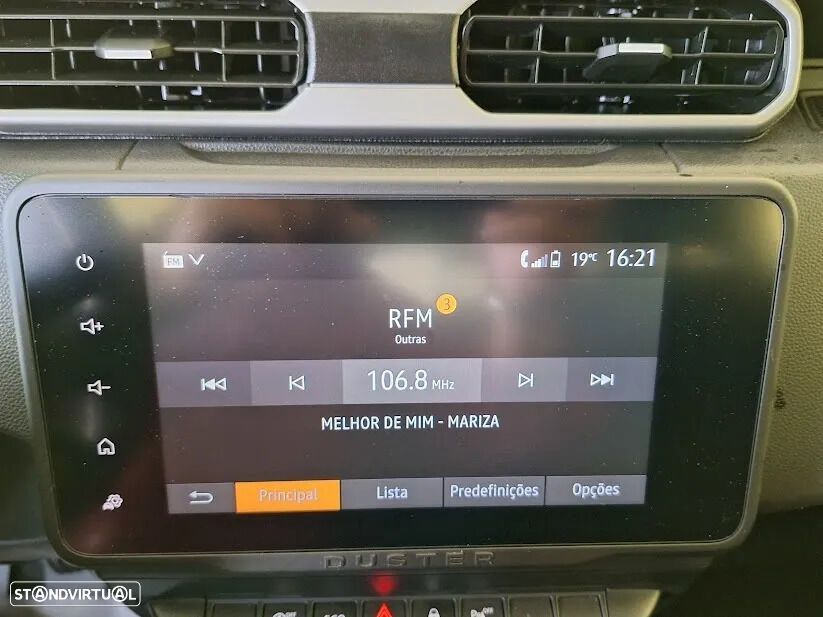 FM 19°C 16:21
RFM 3
Outras
106.8 MHz
MELHOR DE MIM - MARIZA
Principal Lista Predefinições Opções
DUSTER
STANDVIRTUAL